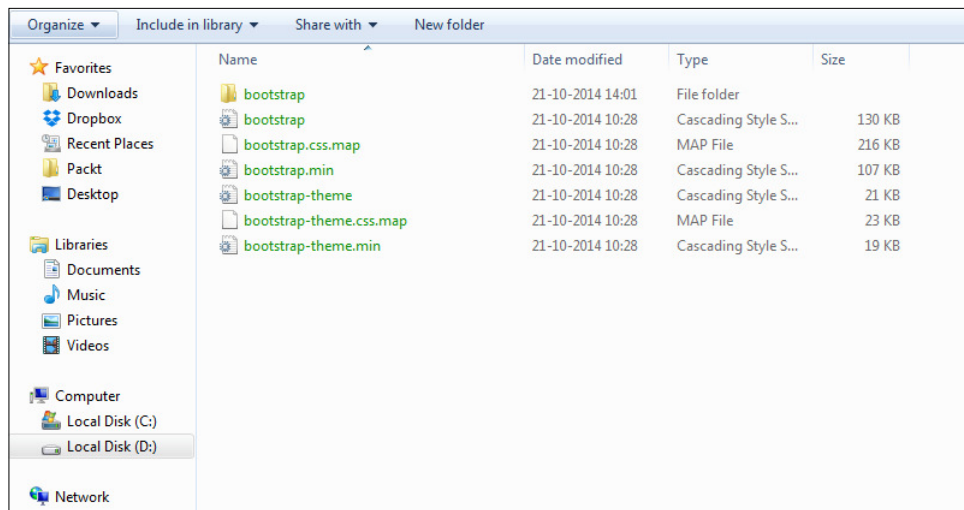 Organize Include in library Share with New folder
Favorites
Downloads
Dropbox
Recent Places
Packt
Desktop
Libraries
Documents
Music
Pictures
Videos
Computer
Local Disk (C:)
Local Disk (D:)
Network
Name Date modified Type Size
bootstrap 21-10-2014 14:01 File folder
bootstrap 21-10-2014 10:28 Cascading Style S... 130 KB
bootstrap.css.map 21-10-2014 10:28 MAP File 216 KB
bootstrap.min 21-10-2014 10:28 Cascading Style S... 107 KB
bootstrap-theme 21-10-2014 10:28 Cascading Style S... 21 KB
bootstrap-theme.css.map 21-10-2014 10:28 MAP File 23 KB
bootstrap-theme.min 21-10-2014 10:28 Cascading Style S... 19 KB